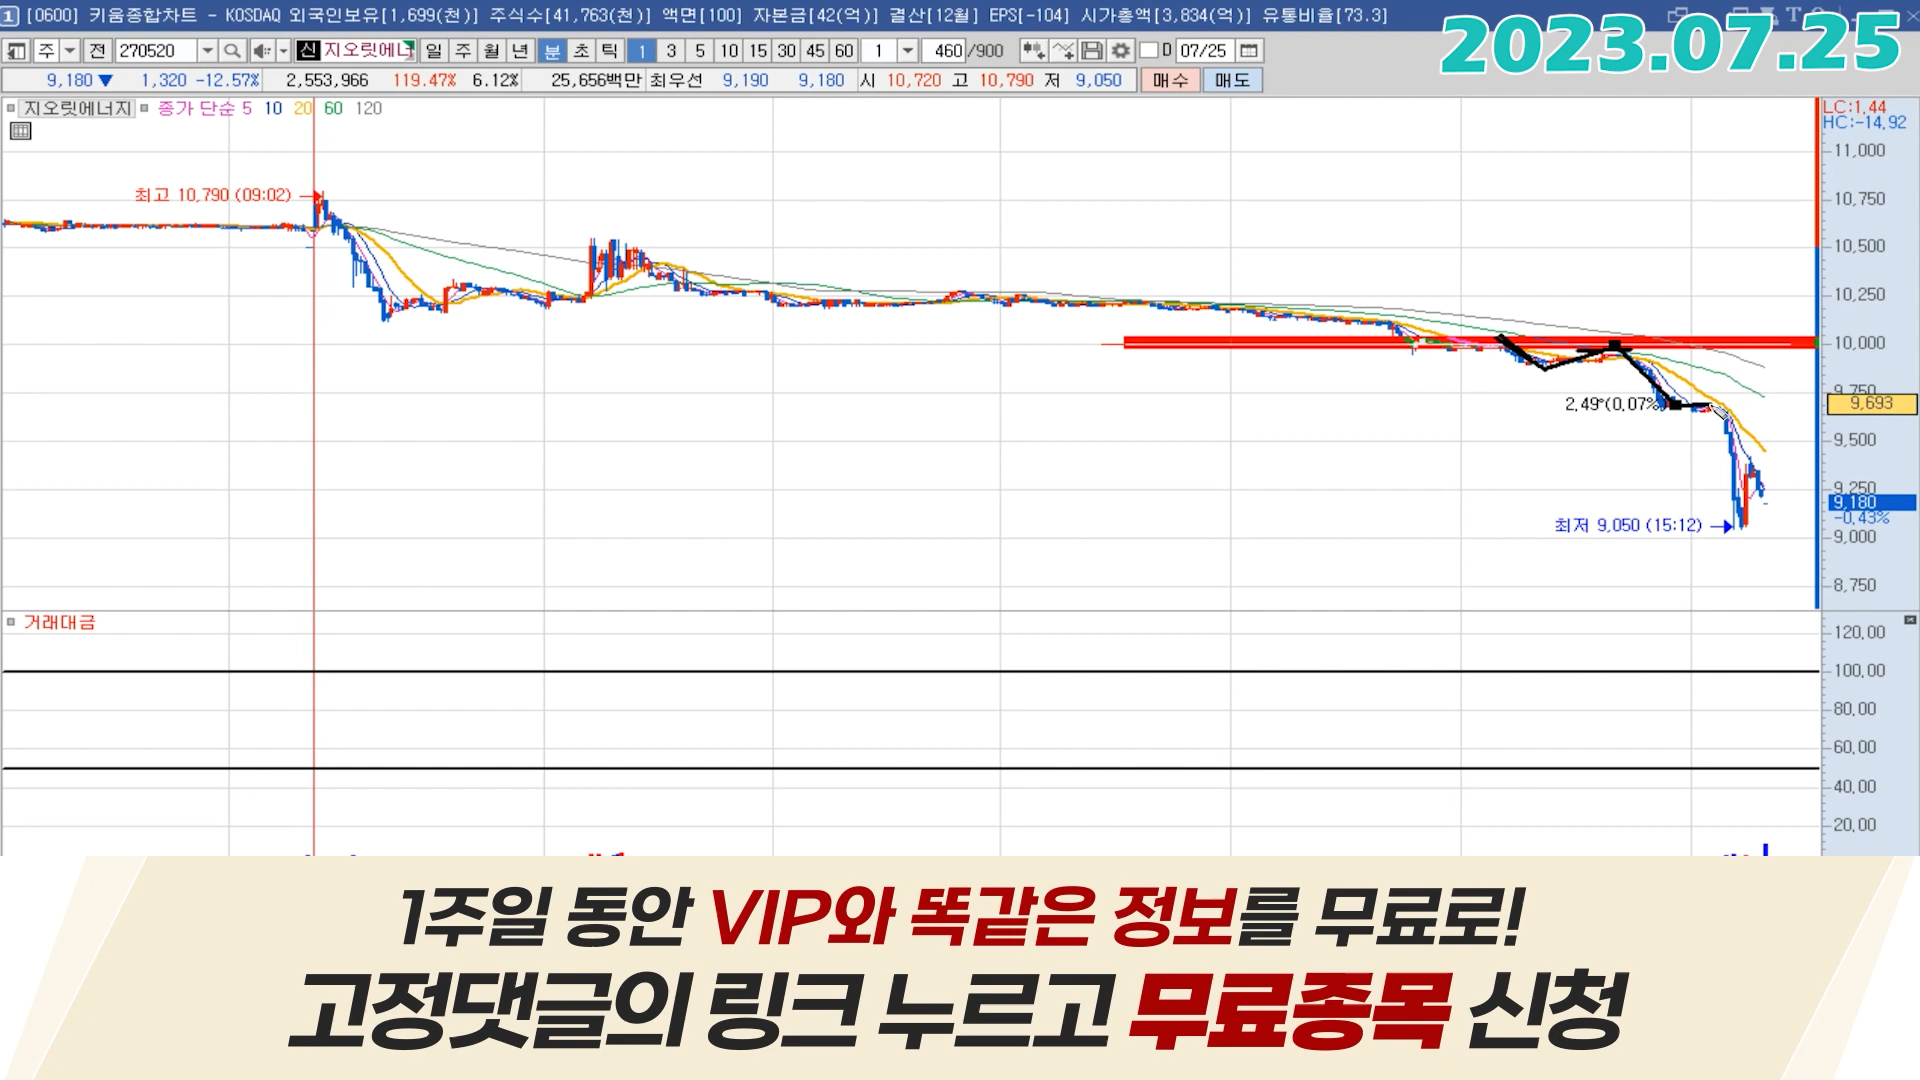 [0600] 키움종합차트 - KOSDAQ 외국인보유[1,699(천)] 주식수[41,763(천)] 액면[100] 자본금[42(억)] 결산[12월] EPS[-104] 시가총액[3,834(억)] 유통비율[73.3]
2023.07.25
주 전 270520 신 지오릿에너 일 주 월 년 분 초 틱 1 3 5 10 15 30 45 60 1 460 /900 D 07/25
9,180 ▼ 1,320 -12.57% 2,553,966 119.47% 6.12% 25,656백만 최우선 9,190 9,180 시 10,720 고 10,790 저 9,050 매수 매도
지오릿에너지 종가 단순 5 10 20 60 120
LC:1.44
HC:-14.92
11,000
최고 10,790 (09:02)
10,750
10,500
10,250
10,000
9,750
2.49°(0.07%)
9,693
9,500
9,250
9,180
-0.43%
최저 9,050 (15:12)
9,000
8,750
거래대금
120.00
100.00
80.00
60.00
40.00
20.00
1주일 동안 VIP와 똑같은 정보를 무료로!
고정댓글의 링크 누르고 무료종목 신청